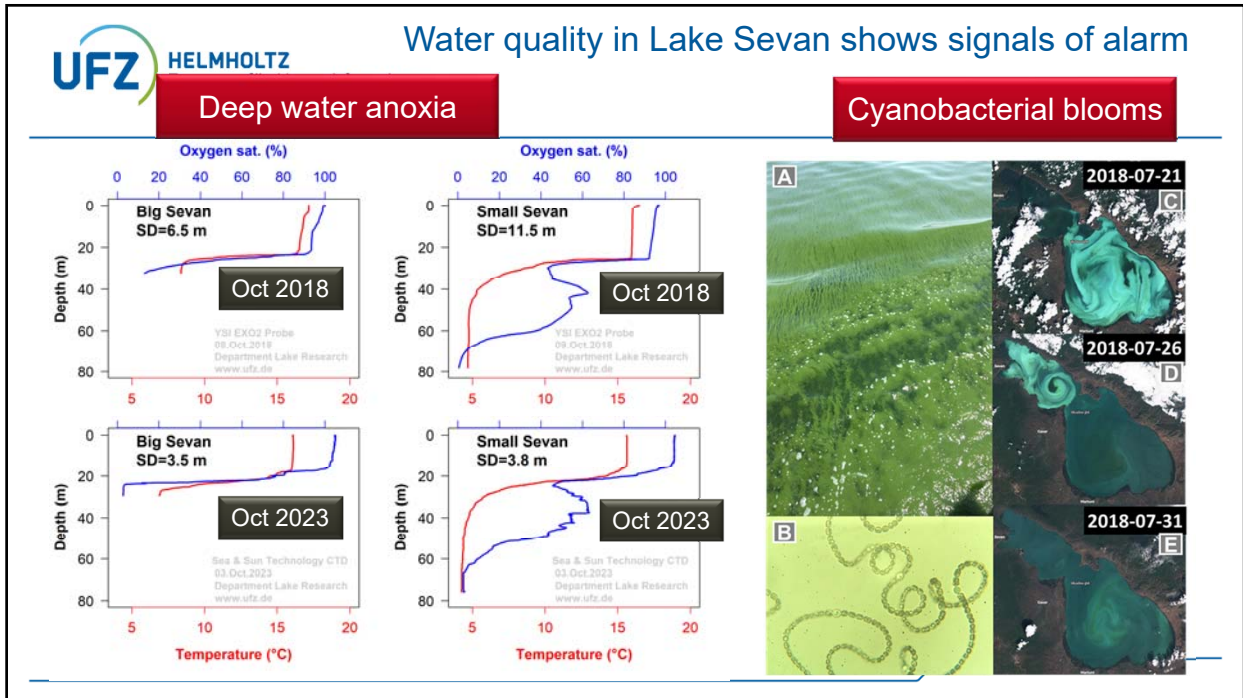 Water quality in Lake Sevan shows signals of alarm
UFZ HELMHOLTZ
Deep water anoxia
Cyanobacterial blooms
Oxygen sat. (%)
0 20 40 60 80 100
Depth (m)
0
20
40
60
80
Big Sevan
SD=6.5 m
Oct 2018
YSI EXO2 Probe
08.Oct.2018
Department Lake Research
www.ufz.de
5 10 15 20
Oxygen sat. (%)
0 20 40 60 80 100
Depth (m)
0
20
40
60
80
Small Sevan
SD=11.5 m
Oct 2018
YSI EXO2 Probe
09.Oct.2018
Department Lake Research
www.ufz.de
5 10 15 20
Depth (m)
0
20
40
60
80
Big Sevan
SD=3.5 m
Oct 2023
Sea & Sun Technology CTD
03.Oct.2023
Department Lake Research
www.ufz.de
5 10 15 20
Temperature (°C)
Depth (m)
0
20
40
60
80
Small Sevan
SD=3.8 m
Oct 2023
Sea & Sun Technology CTD
03.Oct.2023
Department Lake Research
www.ufz.de
5 10 15 20
Temperature (°C)
A
B
2018-07-21
C
2018-07-26
D
2018-07-31
E